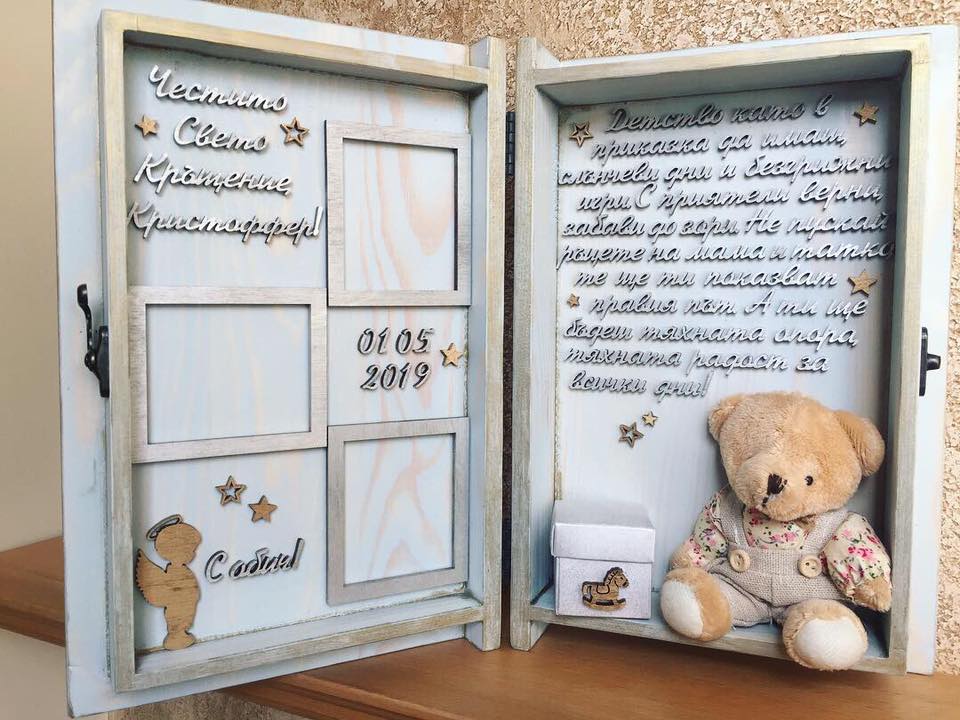 Честито
Свето
Кръщение,
Кристоффер!
01 05
2019
С обич!
Детство като в
приказка да имаш,
слънчеви дни и безгрижни
игри. С приятели верни,
забави до зори. Не пускай
ръцете на мама и татко,
те ще ти показват
правия път. А ти ще
бъдеш тяхната опора,
тяхната радост за
всички дни!